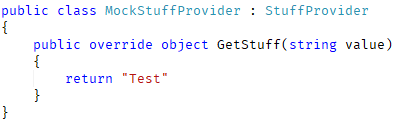 public class MockStuffProvider : StuffProvider
{
    public override object GetStuff(string value)
    {
        return "Test"
    }
}